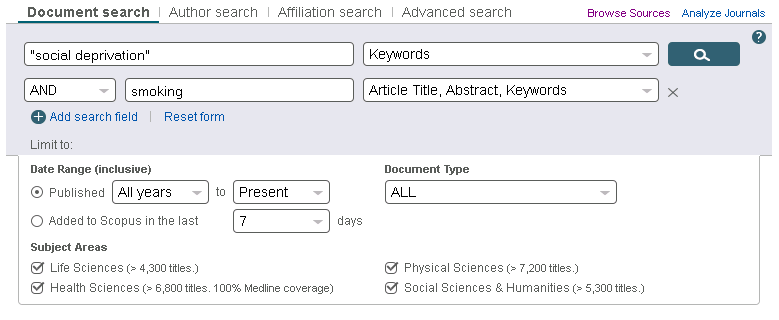 Document search | Author search | Affiliation search | Advanced search Browse Sources Analyze Journals
?
"social deprivation" Keywords
AND smoking Article Title, Abstract, Keywords
Add search field | Reset form
Limit to:
Date Range (inclusive) Document Type
Published All years to Present ALL
Added to Scopus in the last 7 days
Subject Areas
Life Sciences (> 4,300 titles.) Physical Sciences (> 7,200 titles.)
Health Sciences (> 6,800 titles. 100% Medline coverage) Social Sciences & Humanities (> 5,300 titles.)